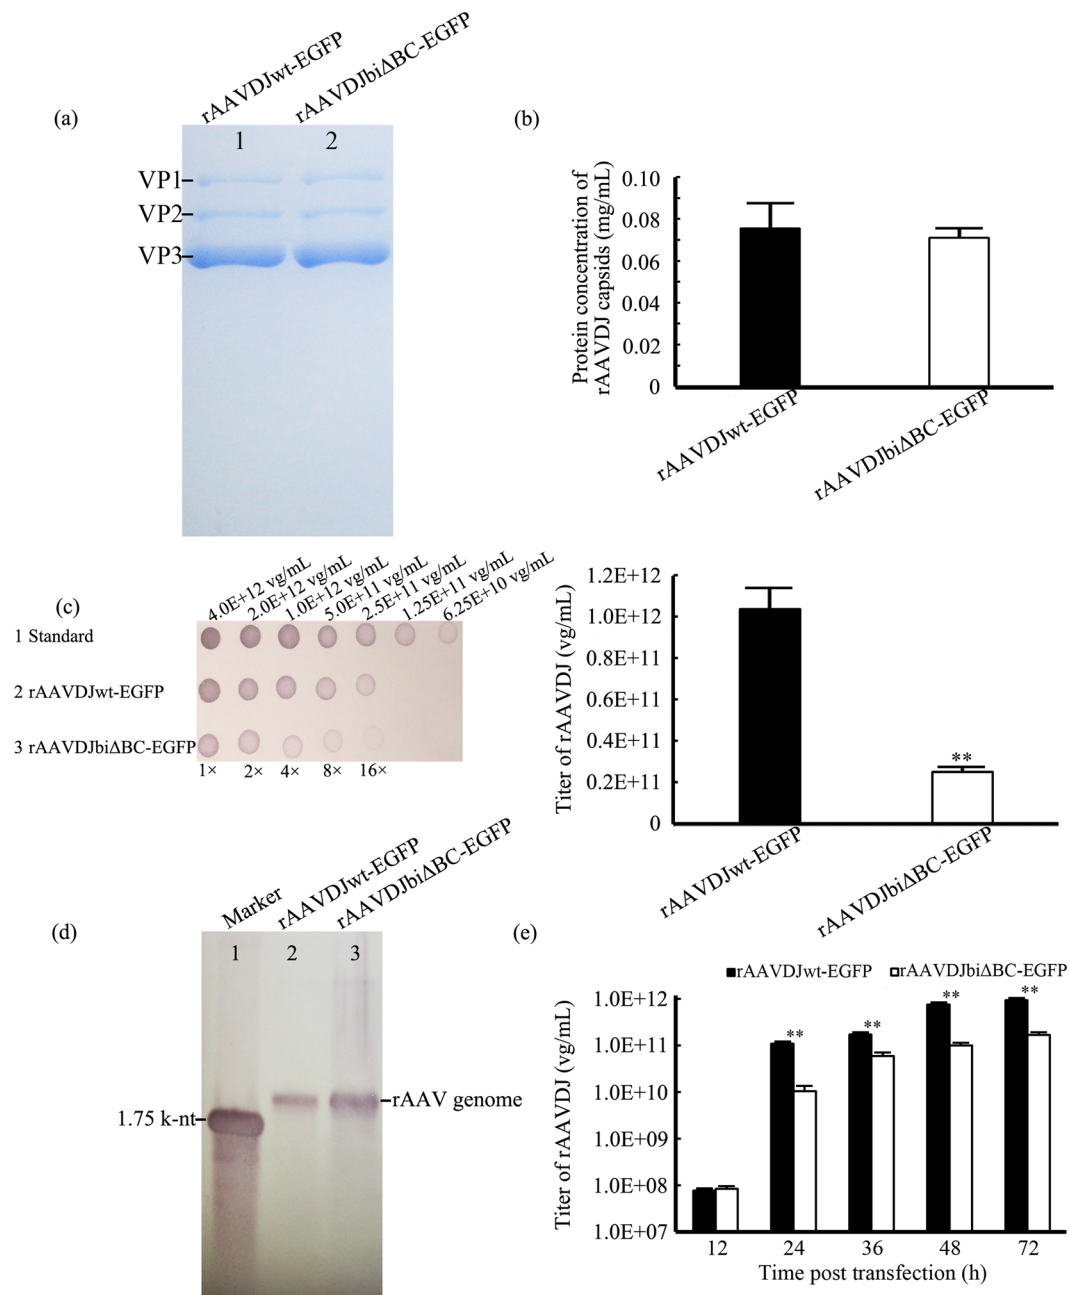 (a)
rAAVDJwt-EGFP
rAAVDJbiΔBC-EGFP
1 2
VP1
VP2
VP3
(b)
Protein concentration of
rAAVDJ capsids (mg/mL)
0.10
0.08
0.06
0.04
0.02
0
rAAVDJwt-EGFP
rAAVDJbiΔBC-EGFP
(c)
4.0E+12 vg/mL
2.0E+12 vg/mL
1.0E+12 vg/mL
5.0E+11 vg/mL
2.5E+11 vg/mL
1.25E+11 vg/mL
6.25E+10 vg/mL
1 Standard
2 rAAVDJwt-EGFP
3 rAAVDJbiΔBC-EGFP
1× 2× 4× 8× 16×
Titer of rAAVDJ (vg/mL)
1.2E+12
1.0E+12
0.8E+11
0.6E+11
0.4E+11
0.2E+11
0
**
rAAVDJwt-EGFP
rAAVDJbiΔBC-EGFP
(d)
Marker
rAAVDJwt-EGFP
rAAVDJbiΔBC-EGFP
1 2 3
1.75 k-nt
rAAV genome
(e)
rAAVDJwt-EGFP rAAVDJbiΔBC-EGFP
Titer of rAAVDJ (vg/mL)
1.0E+12
1.0E+11
1.0E+10
1.0E+09
1.0E+08
1.0E+07
** ** ** **
12 24 36 48 72
Time post transfection (h)